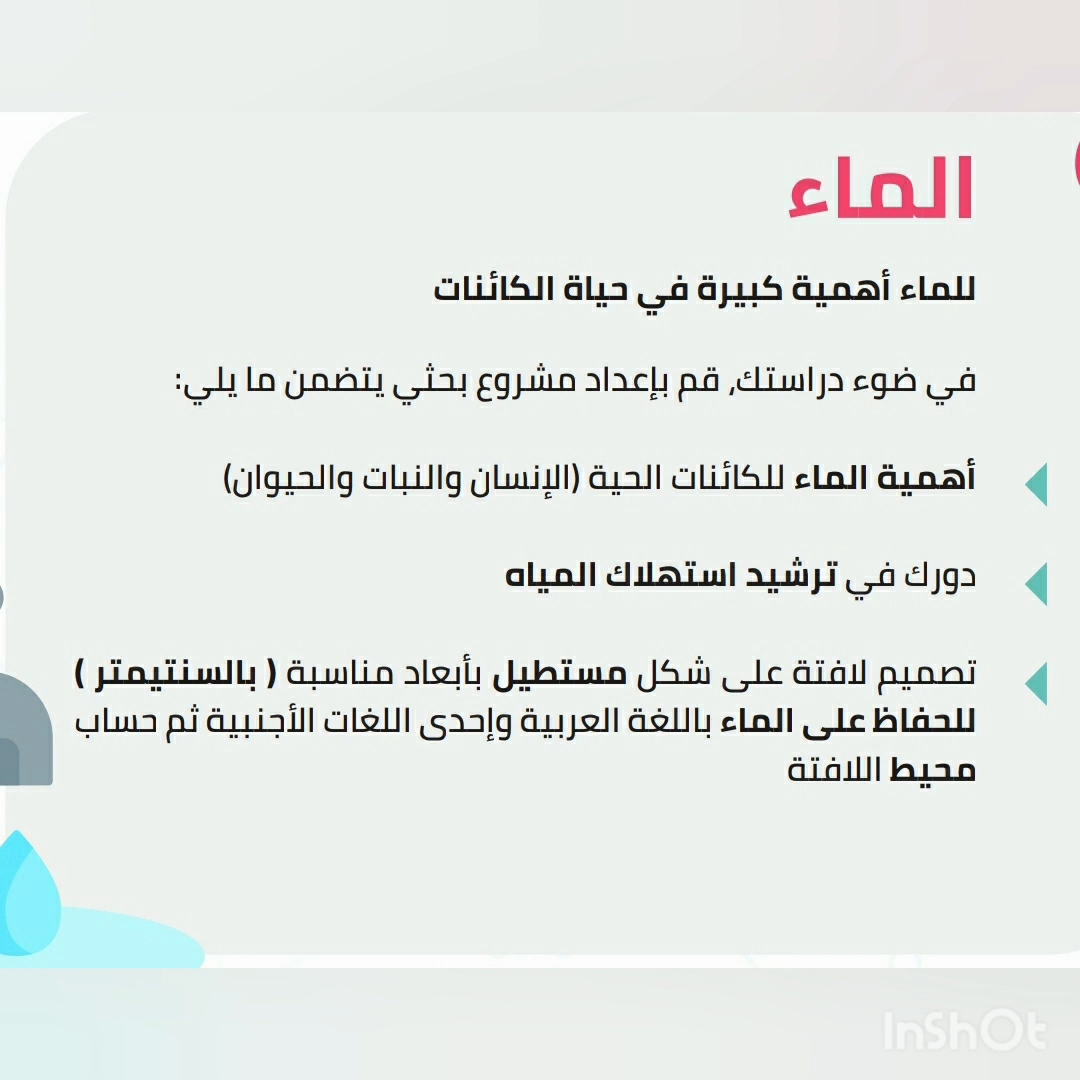 الماء
للماء أهمية كبيرة في حياة الكائنات
في ضوء دراستك، قم بإعداد مشروع بحثي يتضمن ما يلي:
أهمية الماء للكائنات الحية (الإنسان والنبات والحيوان)
دورك في ترشيد استهلاك المياه
تصميم لافتة على شكل مستطيل بأبعاد مناسبة ( بالسنتيمتر )
للحفاظ على الماء باللغة العربية وإحدى اللغات الأجنبية ثم حساب
محيط اللافتة
InShOt